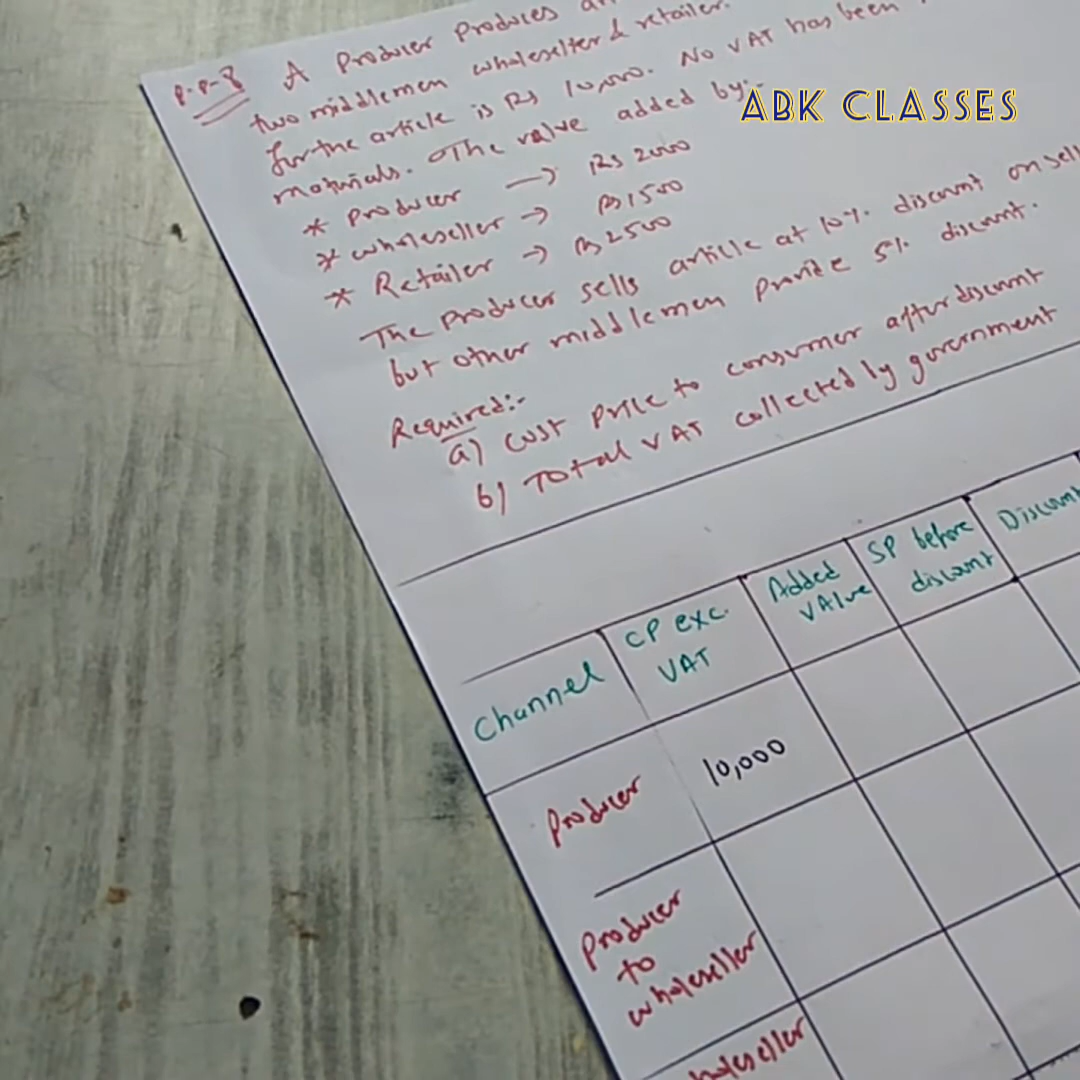 P.P-8 A Producer Produces
two middlemen wholeseller & retailer.
for the article is Rs 10,000. No VAT has been
materials. The value added by:-
* Producer → Rs 2000
* wholeseller → Rs 1500
* Retailer → Rs 2500
The Producer sells article at 10% discount on
but other middlemen provide 5% discount.
Required:-
a) Cost Price to consumer after discount
b) Total VAT collected by government
ABK CLASSES
Channel CP exc. VAT Added VAlve SP before discount Discount
Producer 10,000
Producer to wholeseller
holeseller